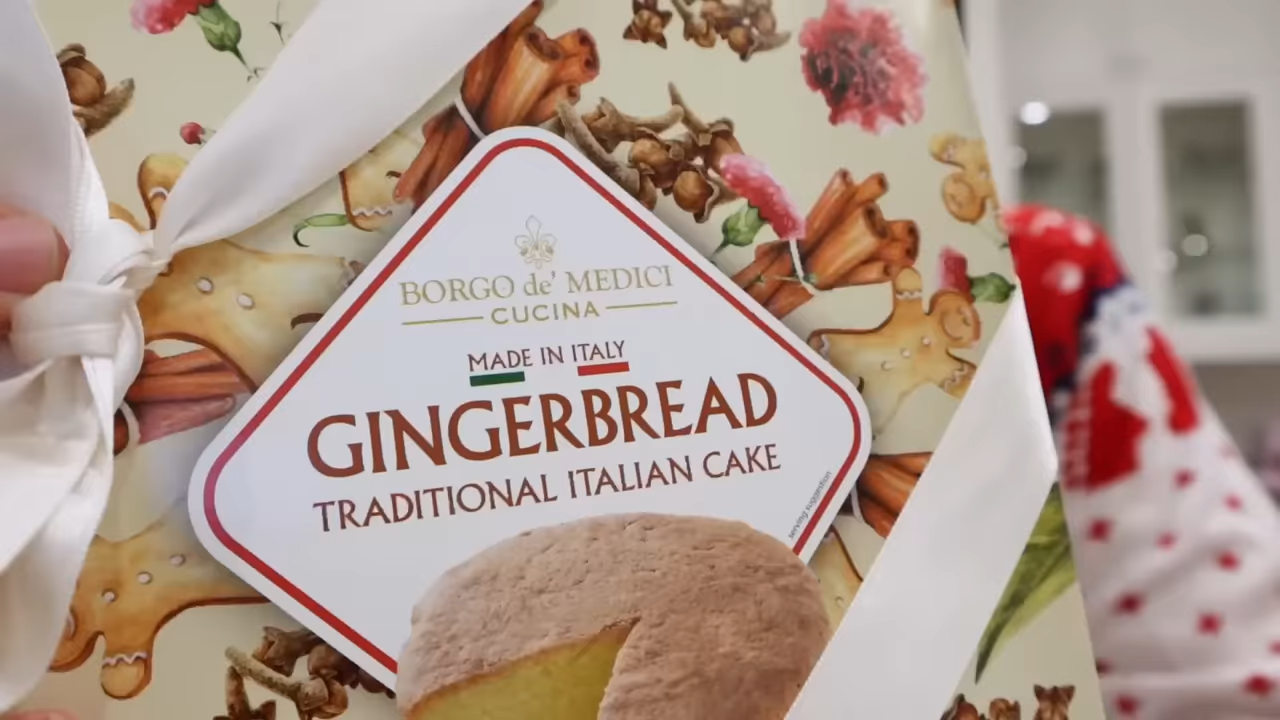 BORGO de' MEDICI
CUCINA
MADE IN ITALY
GINGERBREAD
TRADITIONAL ITALIAN CAKE
serving suggestion